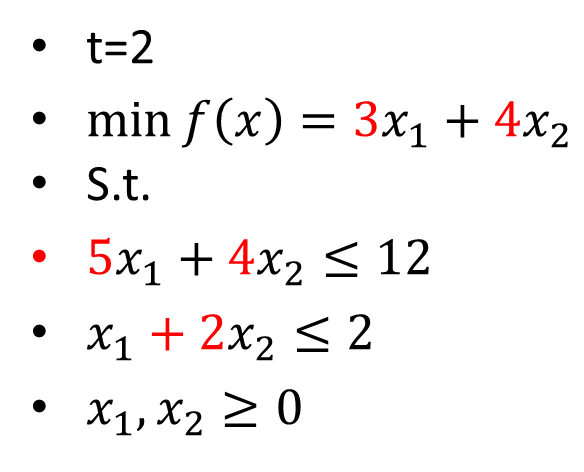 • t=2
• min f(x) = 3x₁ + 4x₂
• S.t.
• 5x₁ + 4x₂ ≤ 12
• x₁ + 2x₂ ≤ 2
• x₁, x₂ ≥ 0